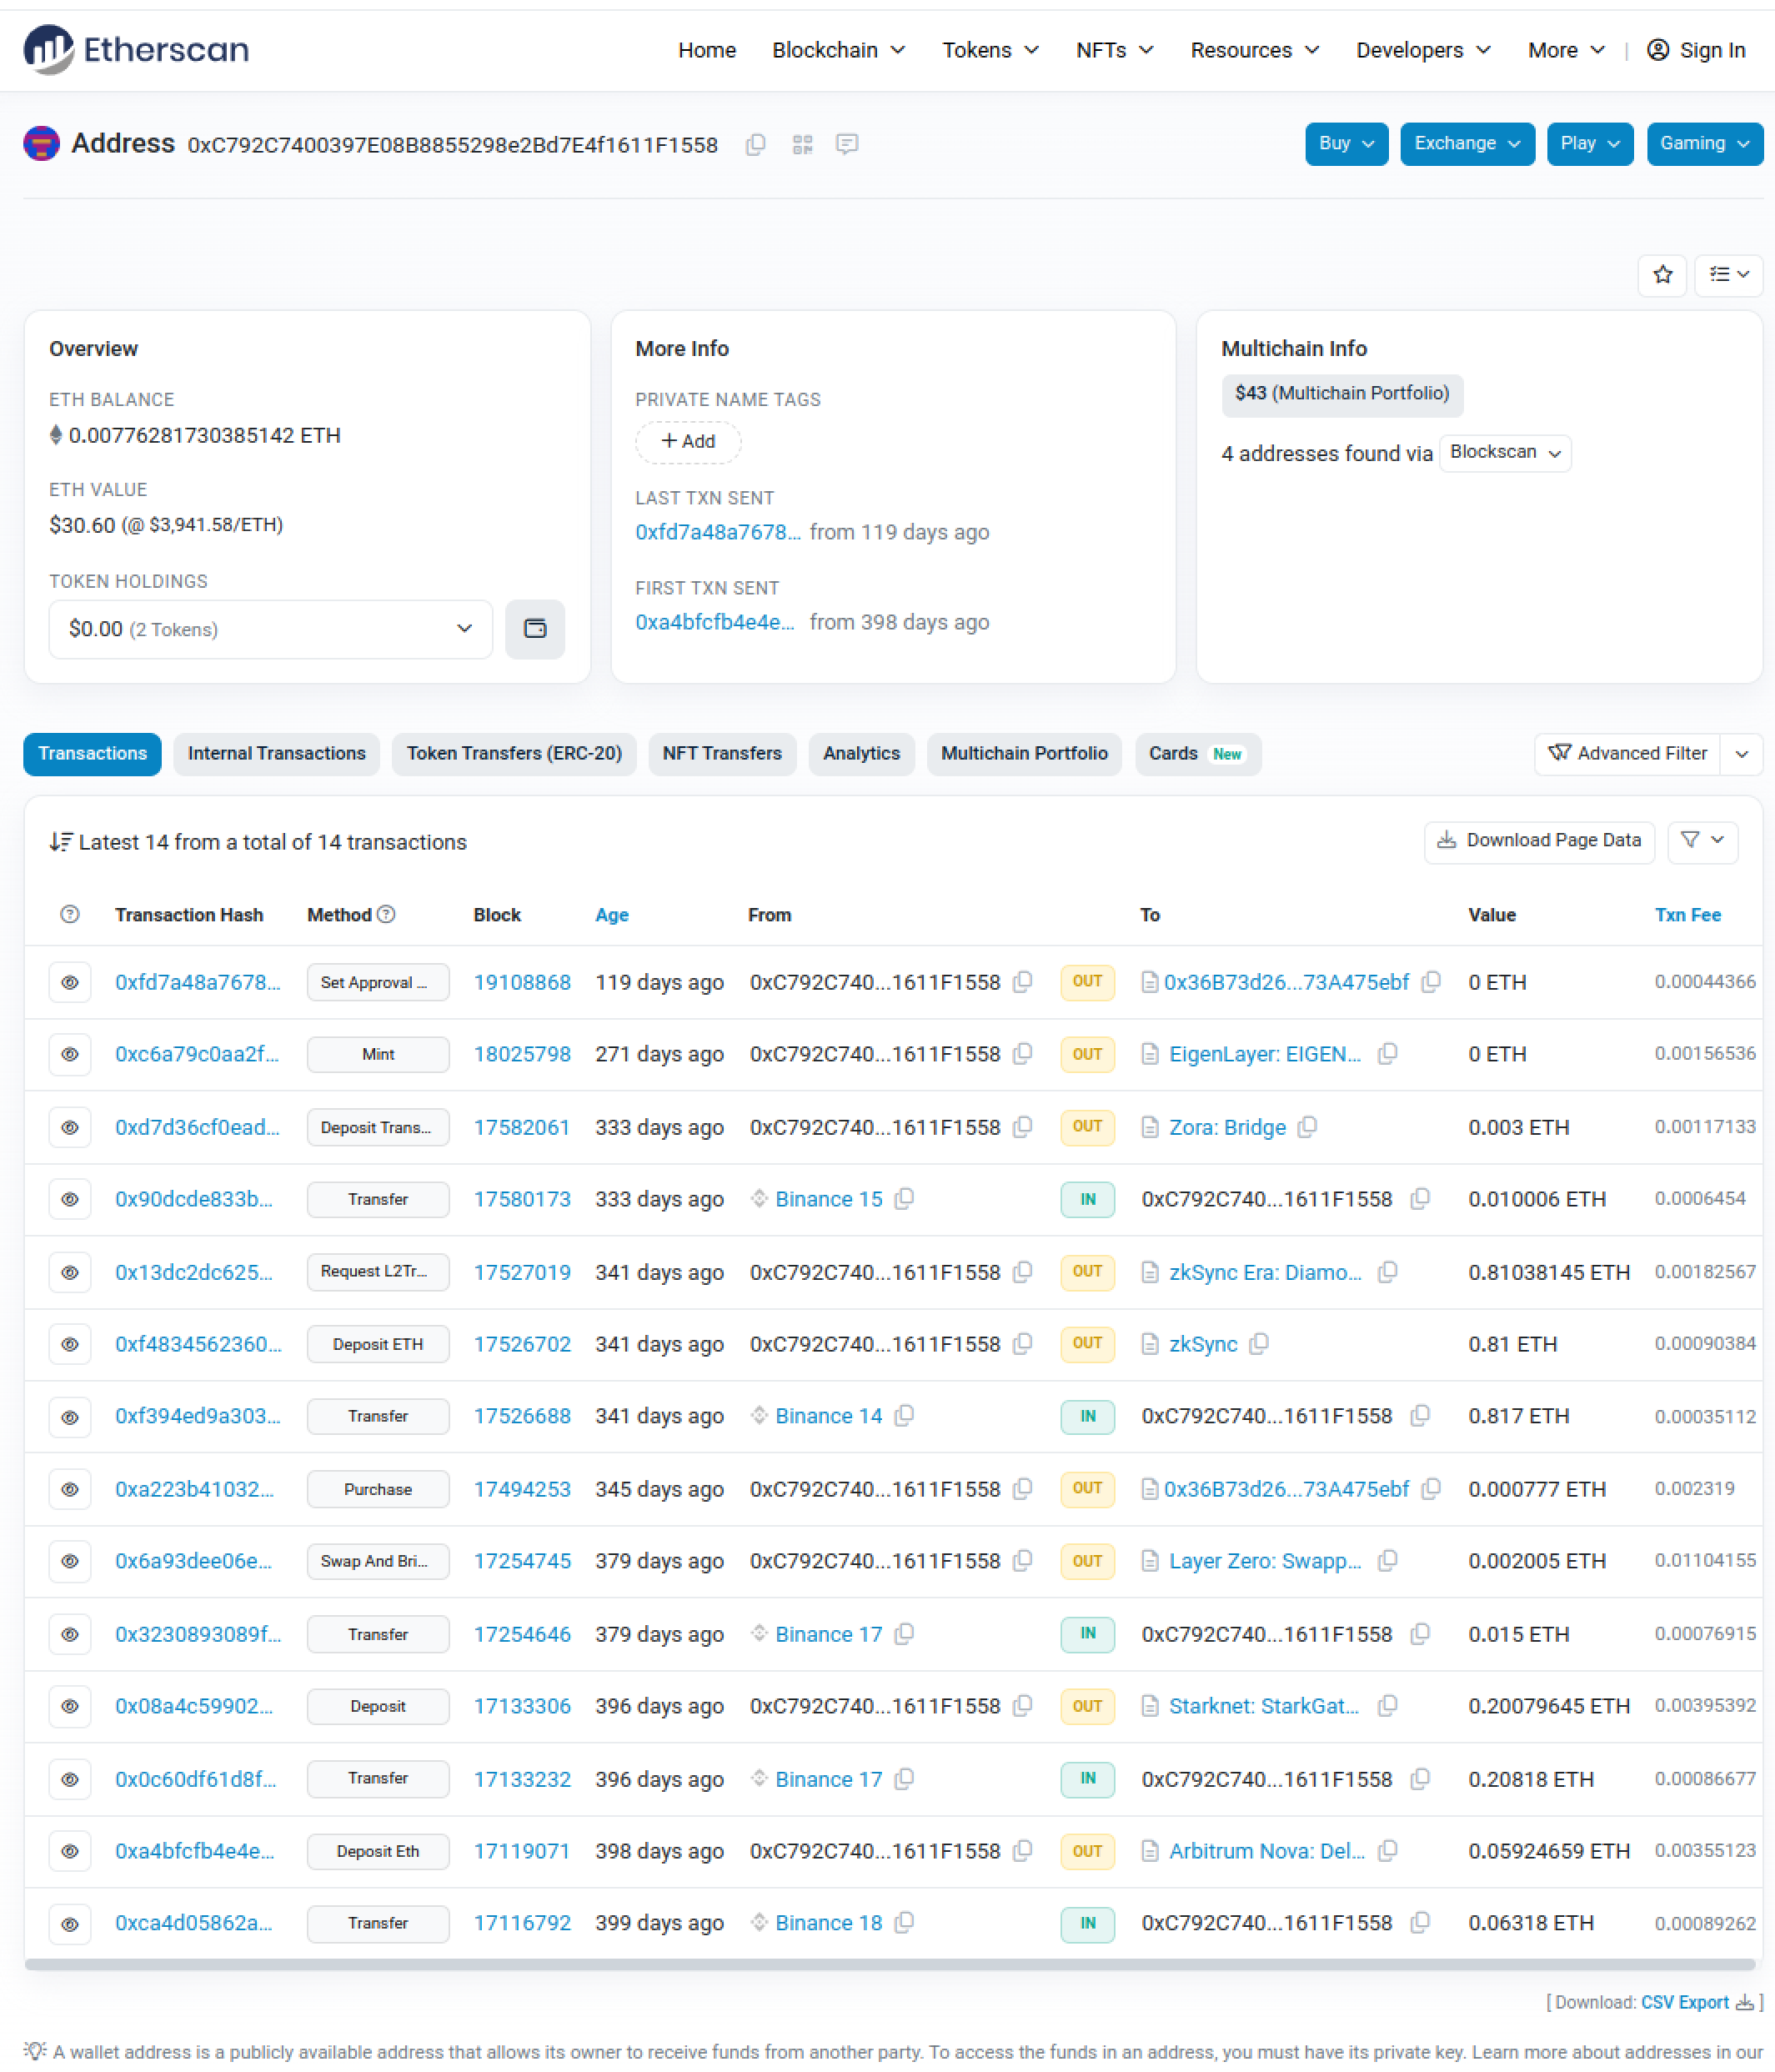 Etherscan
Home Blockchain Tokens NFTs Resources Developers More | Sign In
Address 0xC792C7400397E08B8855298e2Bd7E4f1611F1558
Buy Exchange Play Gaming
Overview
ETH BALANCE
0.00776281730385142 ETH
ETH VALUE
$30.60 (@ $3,941.58/ETH)
TOKEN HOLDINGS
$0.00 (2 Tokens)
More Info
PRIVATE NAME TAGS
+ Add
LAST TXN SENT
0xfd7a48a7678... from 119 days ago
FIRST TXN SENT
0xa4bfcfb4e4e... from 398 days ago
Multichain Info
$43 (Multichain Portfolio)
4 addresses found via Blockscan
Transactions Internal Transactions Token Transfers (ERC-20) NFT Transfers Analytics Multichain Portfolio Cards New Advanced Filter
Latest 14 from a total of 14 transactions Download Page Data
Transaction Hash Method Block Age From To Value Txn Fee
0xfd7a48a7678... Set Approval ... 19108868 119 days ago 0xC792C740...1611F1558 OUT 0x36B73d26...73A475ebf 0 ETH 0.00044366
0xc6a79c0aa2f... Mint 18025798 271 days ago 0xC792C740...1611F1558 OUT EigenLayer: EIGEN... 0 ETH 0.00156536
0xd7d36cf0ead... Deposit Trans... 17582061 333 days ago 0xC792C740...1611F1558 OUT Zora: Bridge 0.003 ETH 0.00117133
0x90dcde833b... Transfer 17580173 333 days ago Binance 15 IN 0xC792C740...1611F1558 0.010006 ETH 0.0006454
0x13dc2dc625... Request L2Tr... 17527019 341 days ago 0xC792C740...1611F1558 OUT zkSync Era: Diamo... 0.81038145 ETH 0.00182567
0xf4834562360... Deposit ETH 17526702 341 days ago 0xC792C740...1611F1558 OUT zkSync 0.81 ETH 0.00090384
0xf394ed9a303... Transfer 17526688 341 days ago Binance 14 IN 0xC792C740...1611F1558 0.817 ETH 0.00035112
0xa223b41032... Purchase 17494253 345 days ago 0xC792C740...1611F1558 OUT 0x36B73d26...73A475ebf 0.000777 ETH 0.002319
0x6a93dee06e... Swap And Bri... 17254745 379 days ago 0xC792C740...1611F1558 OUT Layer Zero: Swapp... 0.002005 ETH 0.01104155
0x3230893089f... Transfer 17254646 379 days ago Binance 17 IN 0xC792C740...1611F1558 0.015 ETH 0.00076915
0x08a4c59902... Deposit 17133306 396 days ago 0xC792C740...1611F1558 OUT Starknet: StarkGat... 0.20079645 ETH 0.00395392
0x0c60df61d8f... Transfer 17133232 396 days ago Binance 17 IN 0xC792C740...1611F1558 0.20818 ETH 0.00086677
0xa4bfcfb4e4e... Deposit Eth 17119071 398 days ago 0xC792C740...1611F1558 OUT Arbitrum Nova: Del... 0.05924659 ETH 0.00355123
0xca4d05862a... Transfer 17116792 399 days ago Binance 18 IN 0xC792C740...1611F1558 0.06318 ETH 0.00089262
[ Download: CSV Export ]
A wallet address is a publicly available address that allows its owner to receive funds from another party. To access the funds in an address, you must have its private key. Learn more about addresses in our